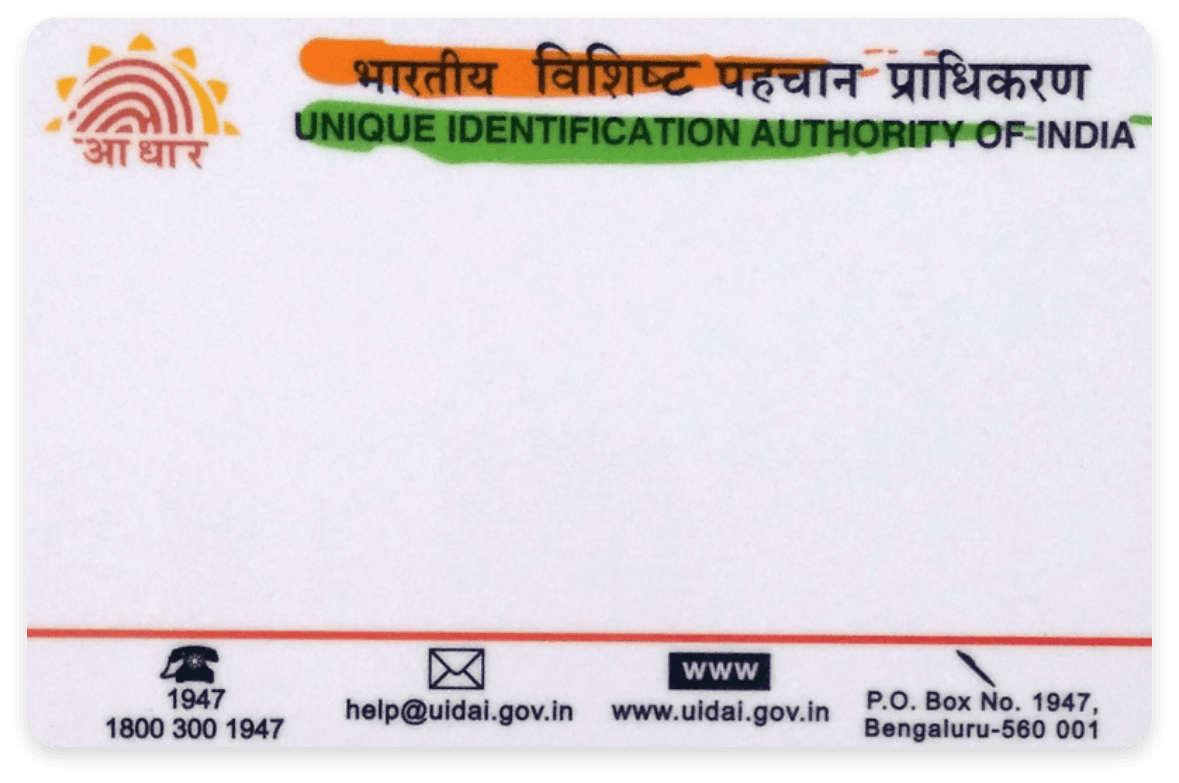 आधार
भारतीय विशिष्ट पहचान प्राधिकरण
UNIQUE IDENTIFICATION AUTHORITY OF INDIA
1947
1800 300 1947
help@uidai.gov.in
www
www.uidai.gov.in
P.O. Box No. 1947,
Bengaluru-560 001